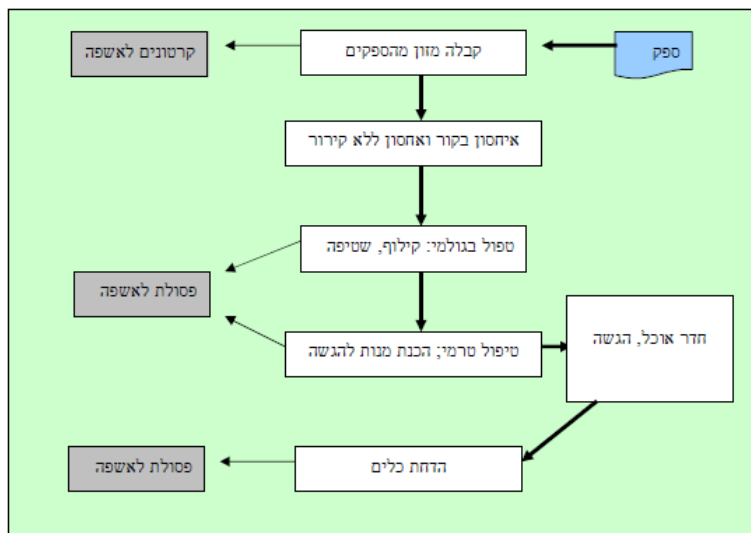 ספק
קבלה מזון מהספקים
קרטונים לאשפה
איחסון בקור ואחסון ללא קירור
טפול בגולמי: קילוף, שטיפה
פסולת לאשפה
טיפול טרמי; הכנת מנות להגשה
חדר אוכל, הגשה
הדחת כלים
פסולת לאשפה